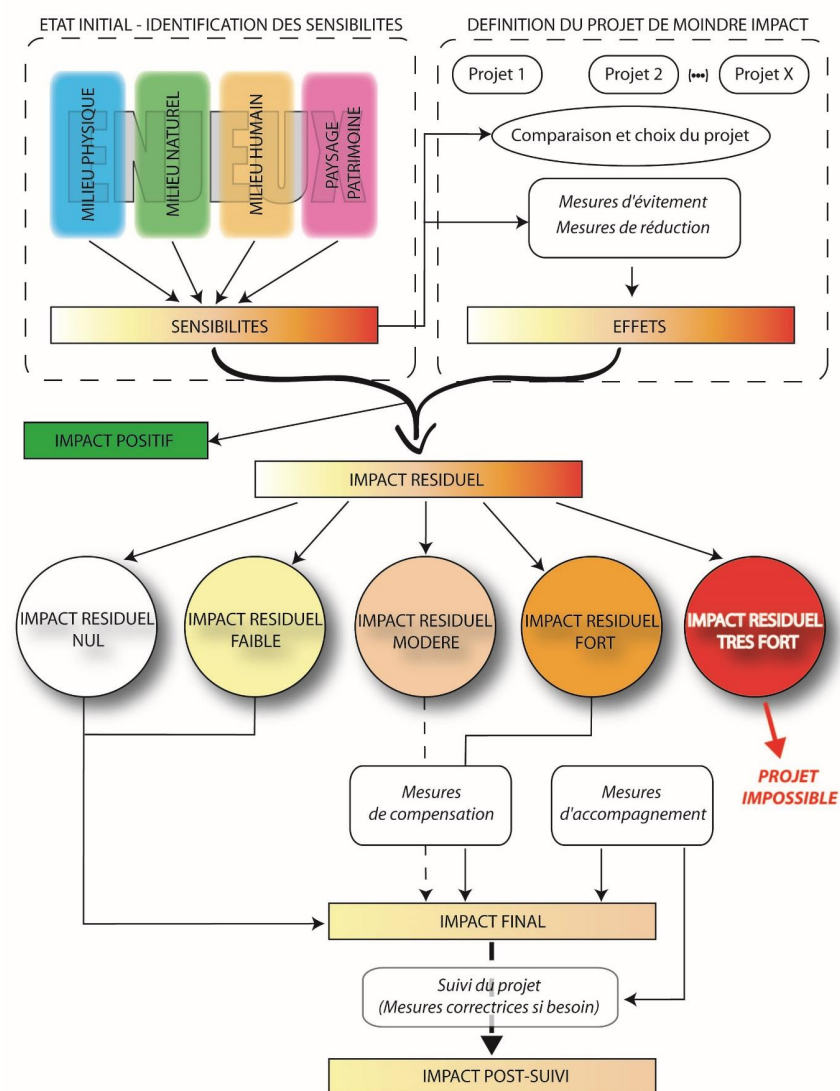 ETAT INITIAL - IDENTIFICATION DES SENSIBILITES
DEFINITION DU PROJET DE MOINDRE IMPACT
ENJEUX
MILIEU PHYSIQUE
MILIEU NATUREL
MILIEU HUMAIN
PAYSAGE
PATRIMOINE
SENSIBILITES
Projet 1
Projet 2
(•••)
Projet X
Comparaison et choix du projet
Mesures d'évitement
Mesures de réduction
EFFETS
IMPACT POSITIF
IMPACT RESIDUEL
IMPACT RESIDUEL
NUL
IMPACT RESIDUEL
FAIBLE
IMPACT RESIDUEL
MODERE
IMPACT RESIDUEL
FORT
IMPACT RESIDUEL
TRES FORT
PROJET
IMPOSSIBLE
Mesures
de compensation
Mesures
d'accompagnement
IMPACT FINAL
Suivi du projet
(Mesures correctrices si besoin)
IMPACT POST-SUIVI